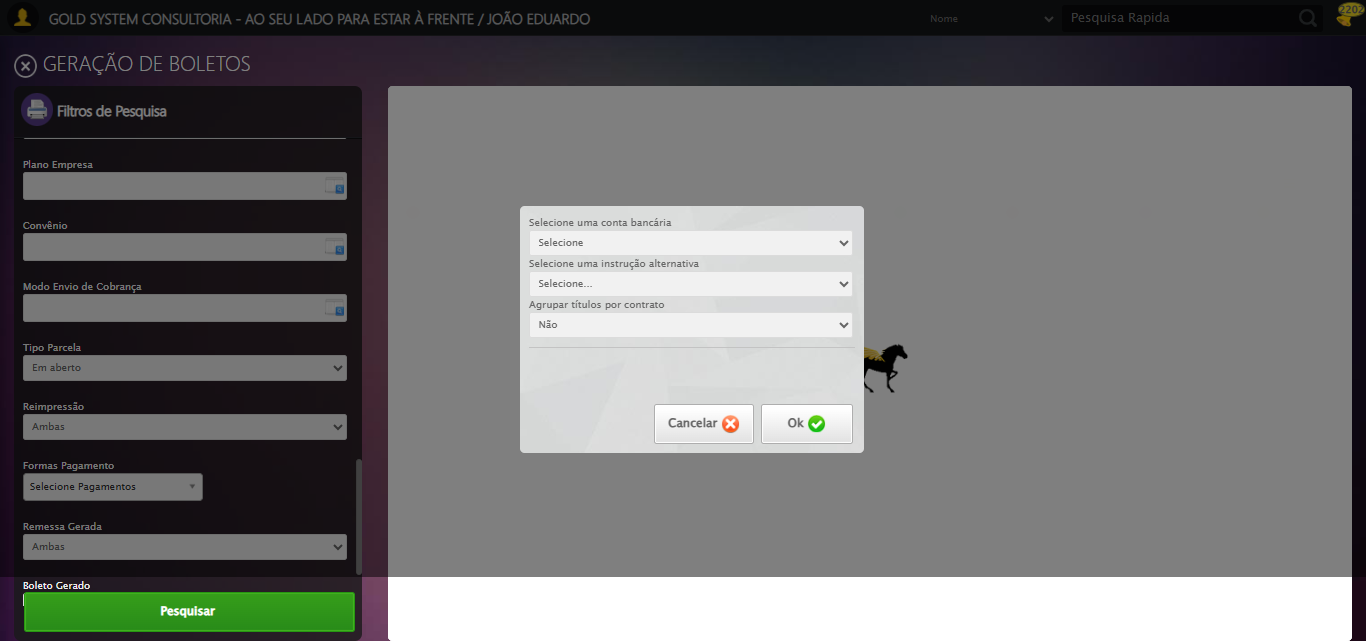 GOLD SYSTEM CONSULTORIA - AO SEU LADO PARA ESTAR À FRENTE / JOÃO EDUARDO
Nome
Pesquisa Rapida
2202
GERAÇÃO DE BOLETOS
Filtros de Pesquisa
Plano Empresa
Convênio
Modo Envio de Cobrança
Tipo Parcela
Em aberto
Reimpressão
Ambas
Formas Pagamento
Selecione Pagamentos
Remessa Gerada
Ambas
Boleto Gerado
Pesquisar
Selecione uma conta bancária
Selecione
Selecione uma instrução alternativa
Selecione...
Agrupar títulos por contrato
Não
Cancelar
Ok